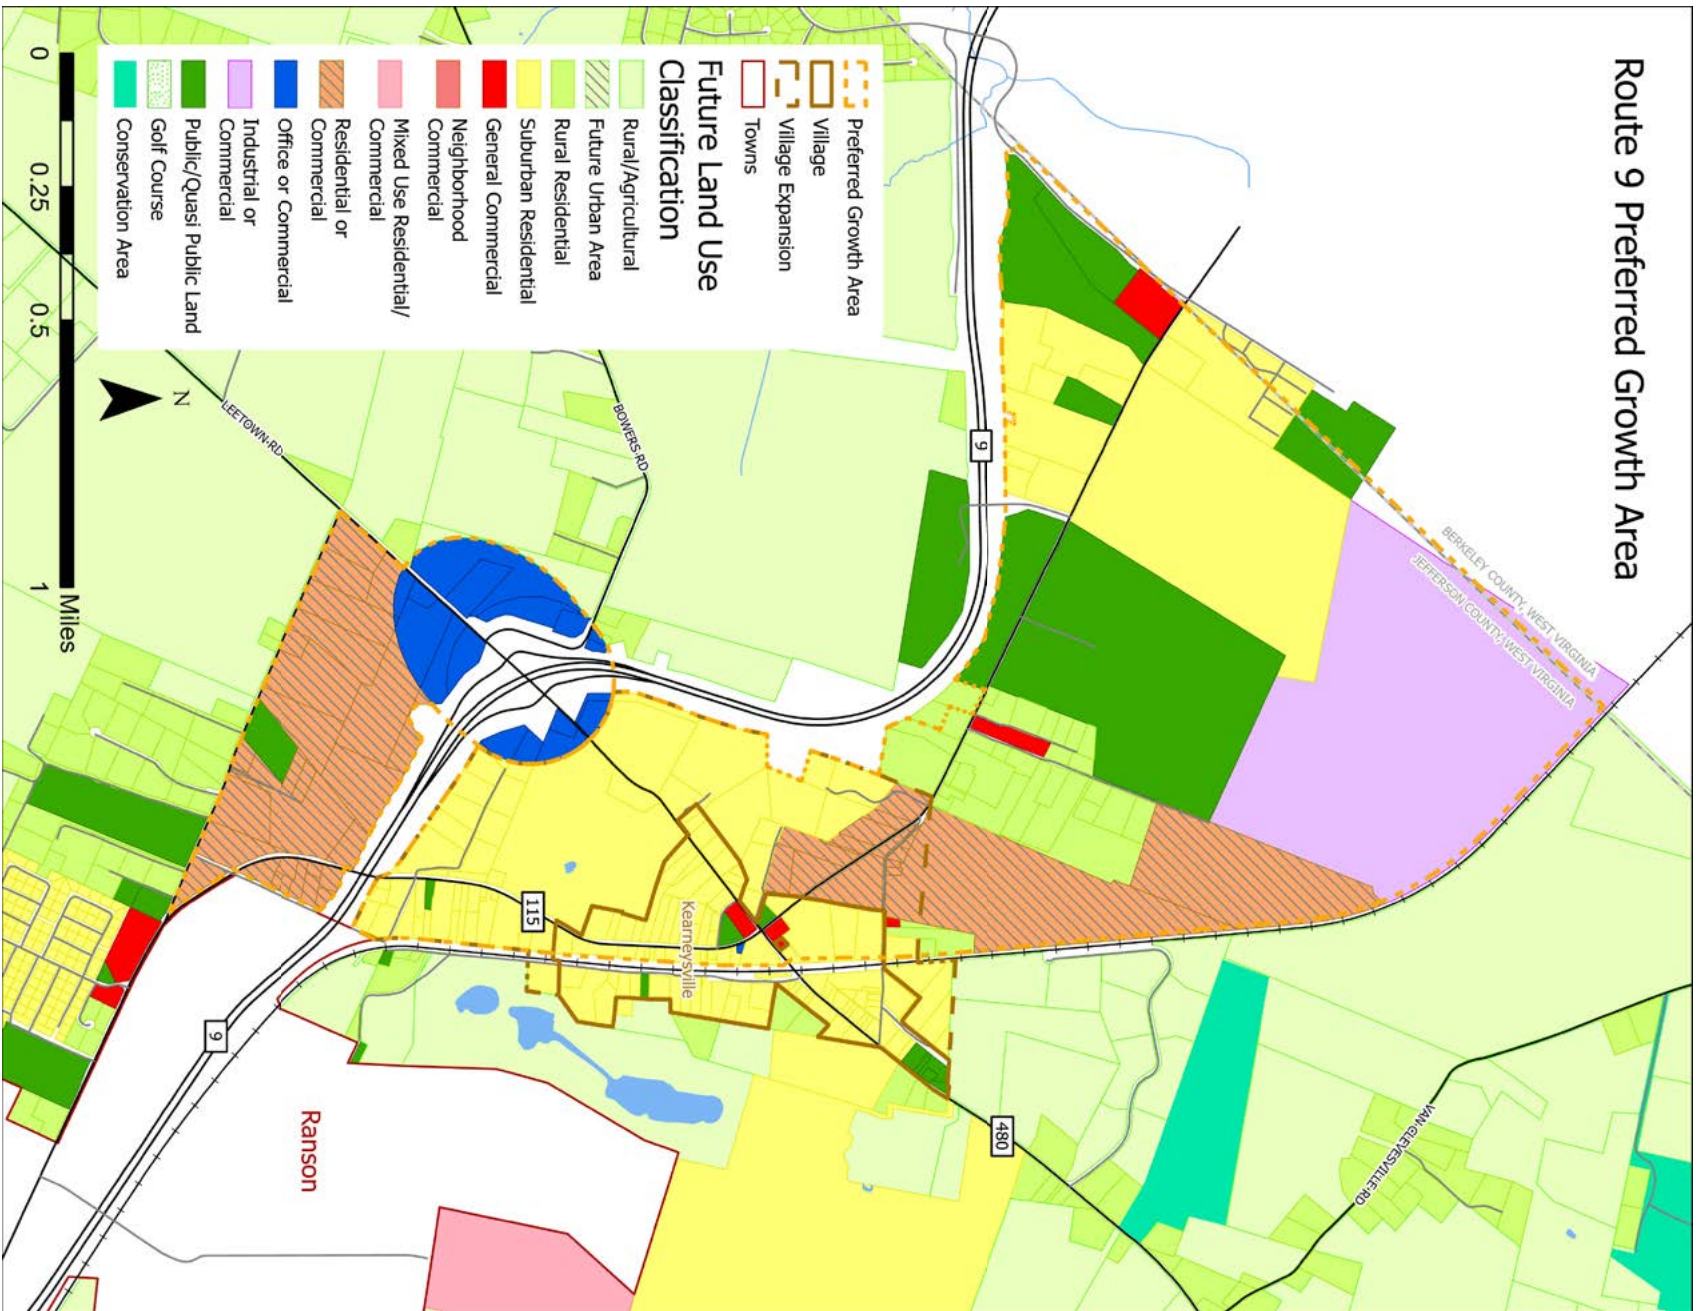 Route 9 Preferred Growth Area
Preferred Growth Area
Village
Village Expansion
Towns
Future Land Use
Classification
Rural/Agricultural
Future Urban Area
Rural Residential
Suburban Residential
General Commercial
Neighborhood
Commercial
Mixed Use Residential/
Commercial
Residential or
Commercial
Office or Commercial
Industrial or
Commercial
Public/Quasi Public Land
Golf Course
Conservation Area
0
0.25
0.5
1
Miles
N
BERKELEY COUNTY, WEST VIRGINIA
JEFFERSON COUNTY, WEST VIRGINIA
9
BOWERS RD
LEETOWN RD
115
Kearneysville
480
VAN CLEVESVILLE RD
9
Ranson